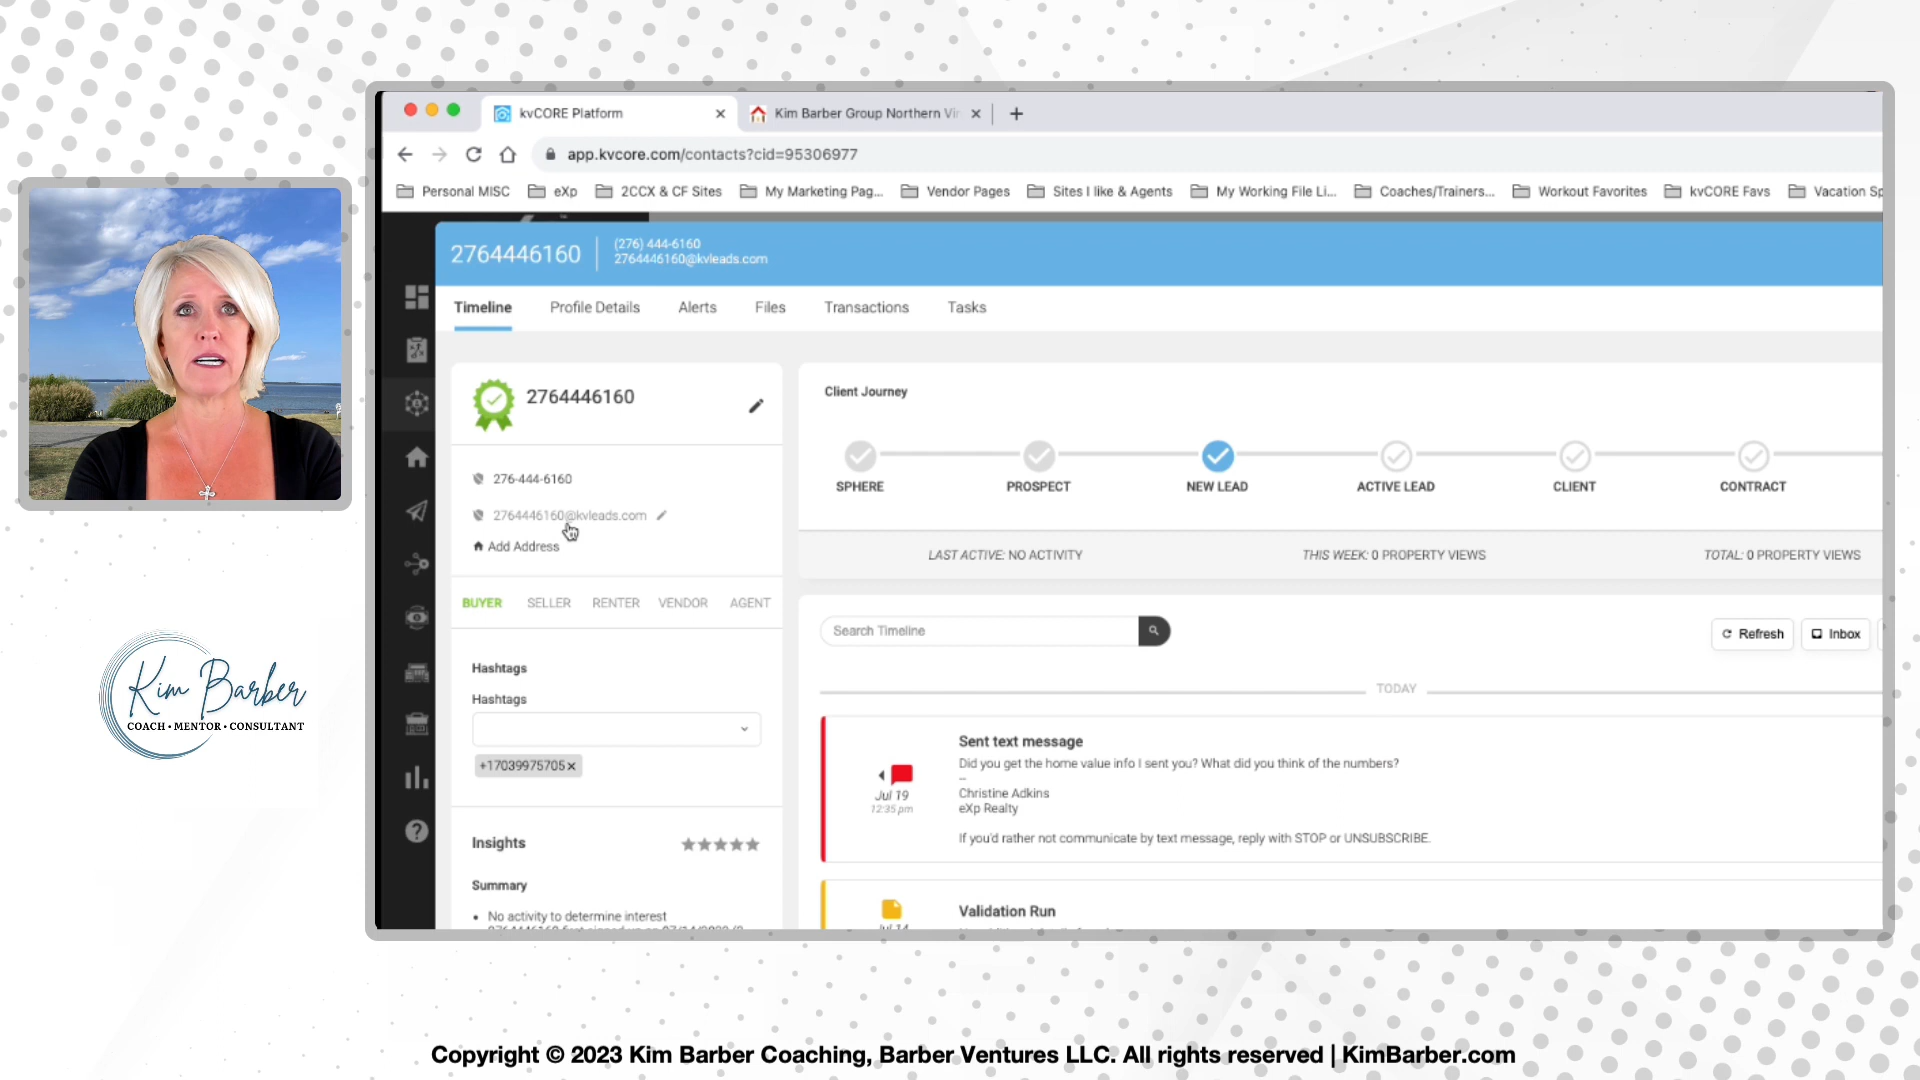 kvCORE Platform
Kim Barber Group Northern Vir
app.kvcore.com/contacts?cid=95306977
Personal MISC
eXp
2CCX & CF Sites
My Marketing Pag...
Vendor Pages
Sites I like & Agents
My Working File Li...
Coaches/Trainers...
Workout Favorites
kvCORE Favs
Vacation Sp
2764446160
(276) 444-6160
2764446160@kvleads.com
Timeline
Profile Details
Alerts
Files
Transactions
Tasks
2764446160
276-444-6160
2764446160@kvleads.com
Add Address
BUYER
SELLER
RENTER
VENDOR
AGENT
Hashtags
Hashtags
+17039975705
Insights
Summary
No activity to determine interest
Client Journey
SPHERE
PROSPECT
NEW LEAD
ACTIVE LEAD
CLIENT
CONTRACT
LAST ACTIVE: NO ACTIVITY
THIS WEEK: 0 PROPERTY VIEWS
TOTAL: 0 PROPERTY VIEWS
Search Timeline
Refresh
Inbox
TODAY
Jul 19
12:35 pm
Sent text message
Did you get the home value info I sent you? What did you think of the numbers?
--
Christine Adkins
eXp Realty
If you'd rather not communicate by text message, reply with STOP or UNSUBSCRIBE.
Jul 14
Validation Run
Kim Barber
COACH • MENTOR • CONSULTANT
Copyright © 2023 Kim Barber Coaching, Barber Ventures LLC. All rights reserved | KimBarber.com